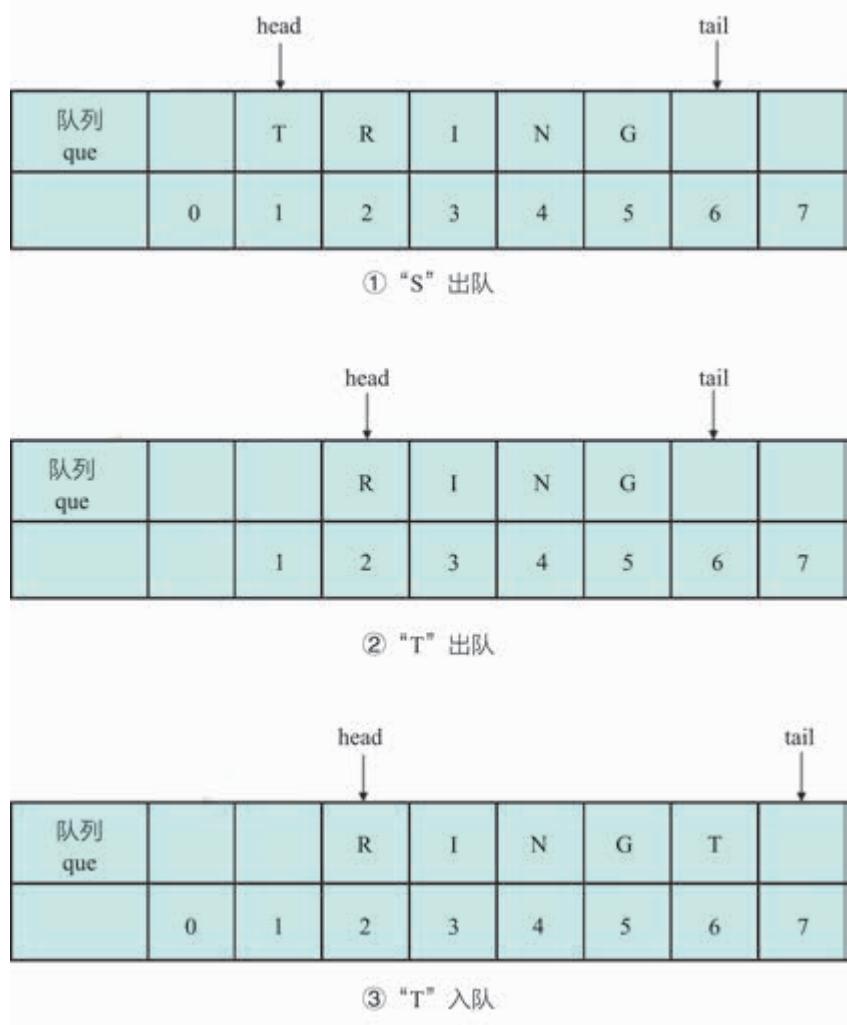 head tail
队列 que T R I N G
0 1 2 3 4 5 6 7
① “S” 出队
head tail
队列 que R I N G
1 2 3 4 5 6 7
② “T” 出队
head tail
队列 que R I N G T
0 1 2 3 4 5 6 7
③ “T” 入队